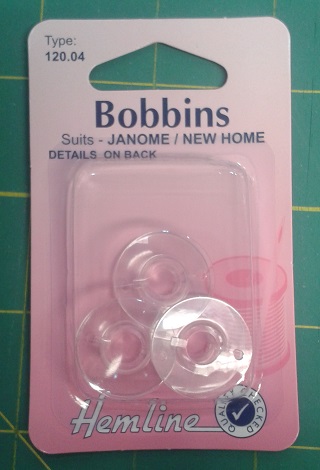 Type:
120.04
Bobbins
Suits - JANOME / NEW HOME
DETAILS ON BACK
Hemline
QUALITY CHECKED